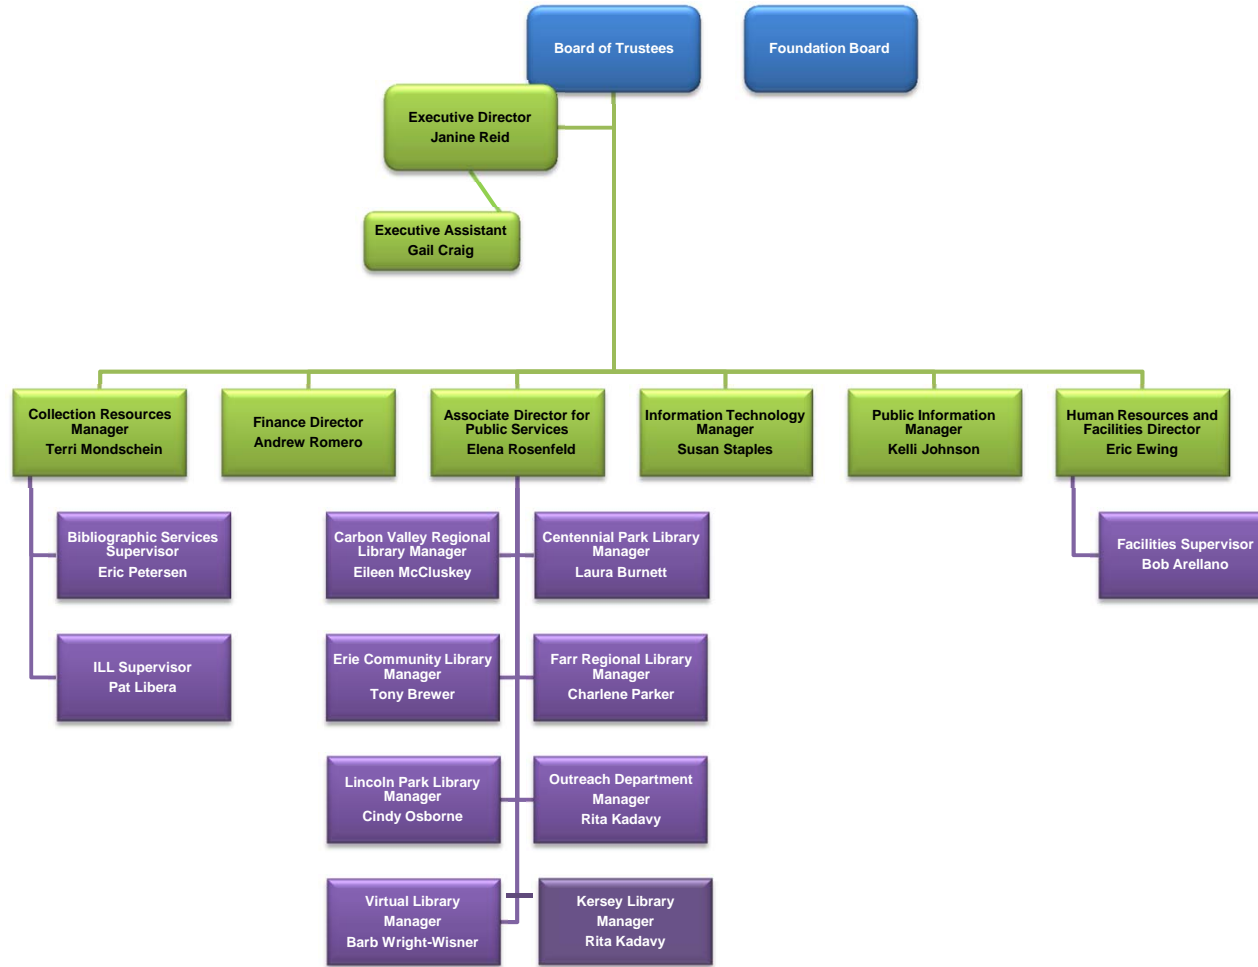 Board of Trustees
Foundation Board
Executive Director
Janine Reid
Executive Assistant
Gail Craig
Collection Resources
Manager
Terri Mondschein
Finance Director
Andrew Romero
Associate Director for
Public Services
Elena Rosenfeld
Information Technology
Manager
Susan Staples
Public Information
Manager
Kelli Johnson
Human Resources and
Facilities Director
Eric Ewing
Bibliographic Services
Supervisor
Eric Petersen
Carbon Valley Regional
Library Manager
Eileen McCluskey
Centennial Park Library
Manager
Laura Burnett
Facilities Supervisor
Bob Arellano
ILL Supervisor
Pat Libera
Erie Community Library
Manager
Tony Brewer
Farr Regional Library
Manager
Charlene Parker
Lincoln Park Library
Manager
Cindy Osborne
Outreach Department
Manager
Rita Kadavy
Virtual Library
Manager
Barb Wright-Wisner
Kersey Library
Manager
Rita Kadavy